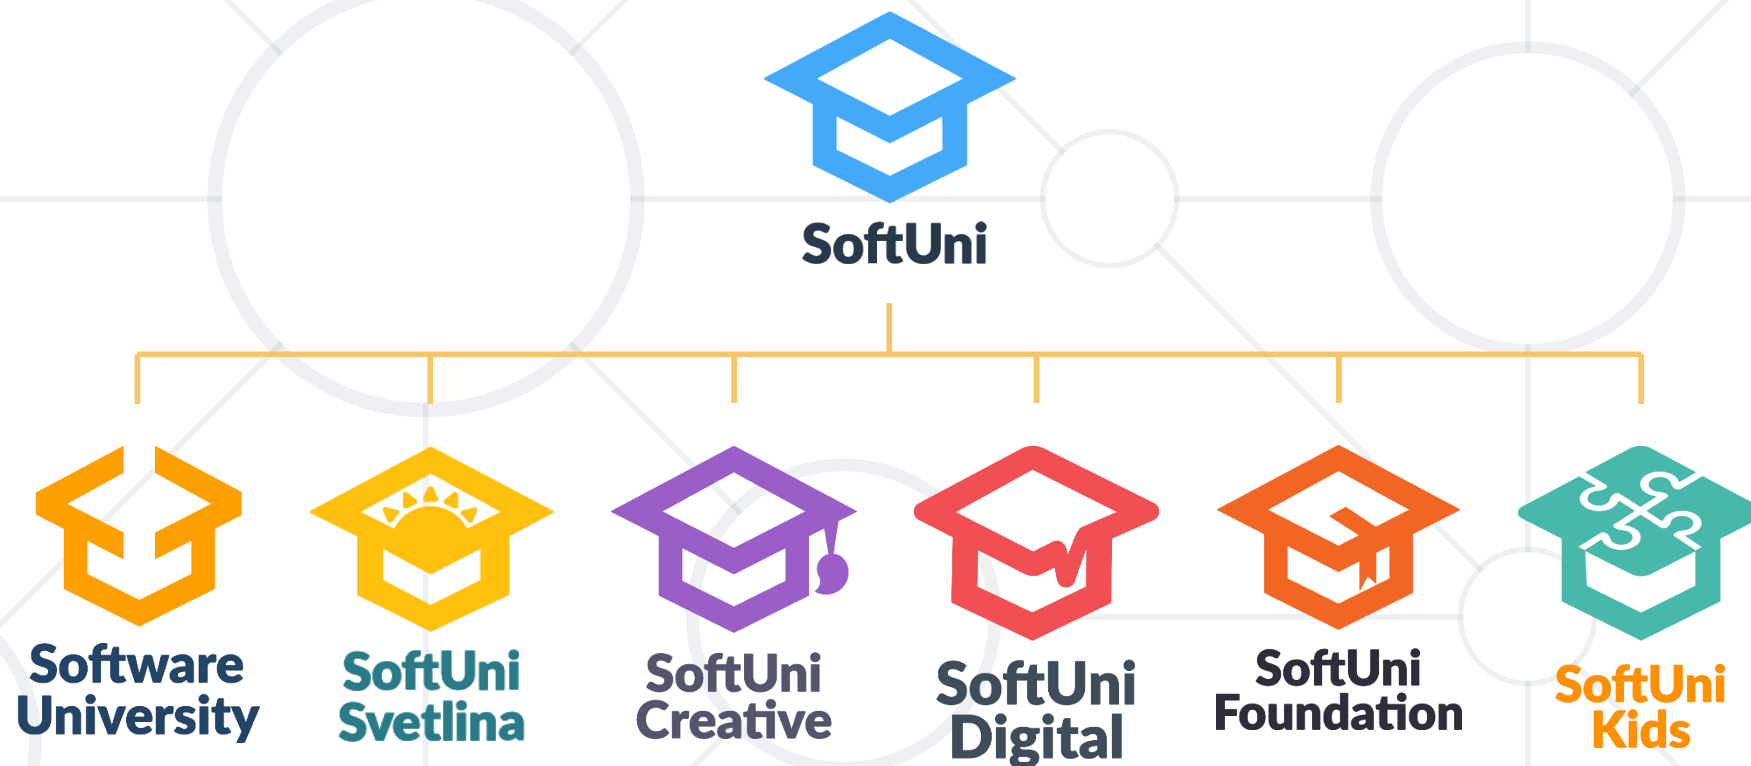 SoftUni
Software
University
SoftUni
Svetlina
SoftUni
Creative
SoftUni
Digital
SoftUni
Foundation
SoftUni
Kids